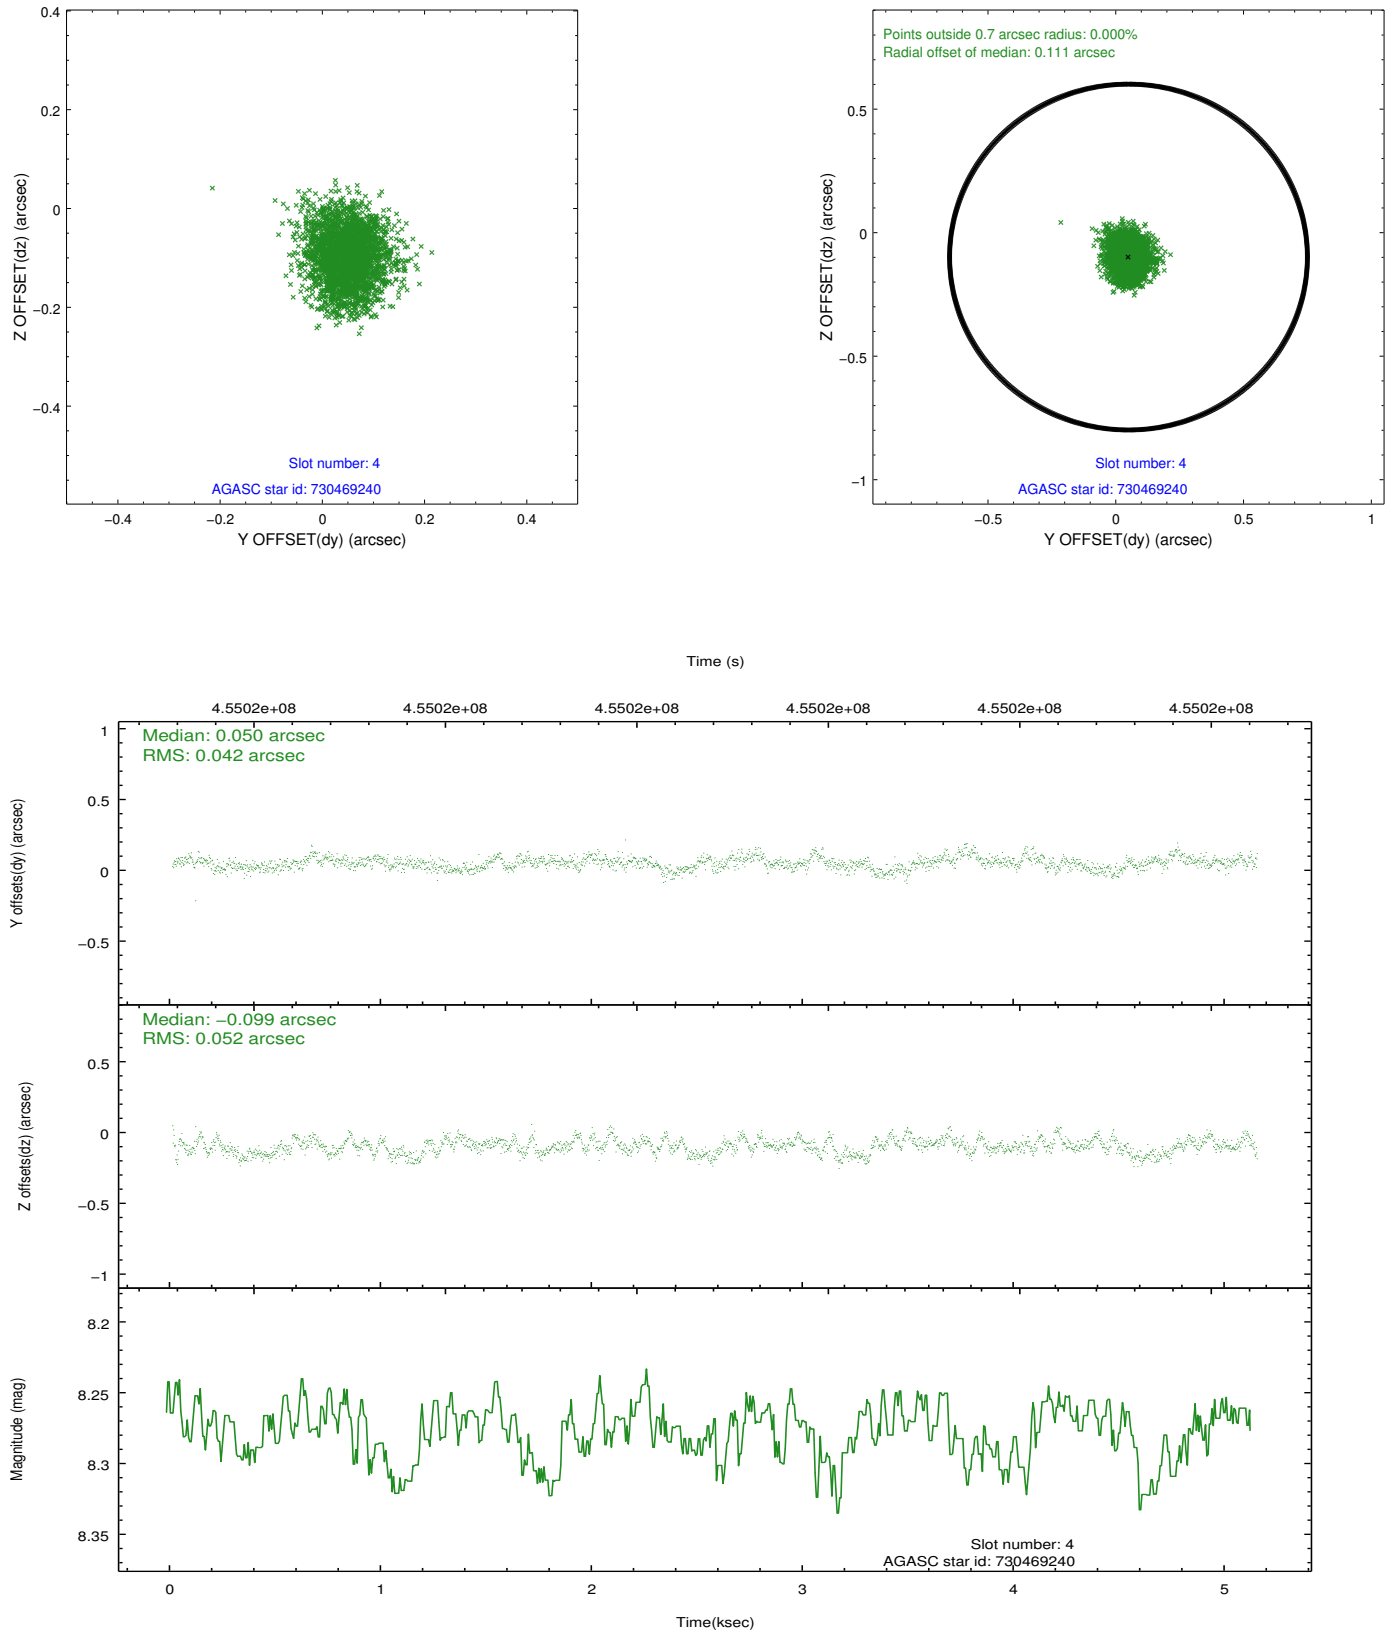 0.4
0.2
0
−0.2
−0.4
Z OFFSET(dz) (arcsec)
Slot number: 4
AGASC star id: 730469240
−0.4
−0.2
0
0.2
0.4
Y OFFSET(dy) (arcsec)
Points outside 0.7 arcsec radius: 0.000%
Radial offset of median: 0.111 arcsec
0.5
0
−0.5
−1
Z OFFSET(dz) (arcsec)
Slot number: 4
AGASC star id: 730469240
−0.5
0
0.5
1
Y OFFSET(dy) (arcsec)
Time (s)
4.5502e+08
4.5502e+08
4.5502e+08
4.5502e+08
4.5502e+08
4.5502e+08
Median: 0.050 arcsec
RMS: 0.042 arcsec
1
0.5
0
−0.5
Y offsets(dy) (arcsec)
Median: −0.099 arcsec
RMS: 0.052 arcsec
0.5
0
−0.5
−1
Z offsets(dz) (arcsec)
8.2
8.25
8.3
8.35
Magnitude (mag)
Slot number: 4
AGASC star id: 730469240
0
1
2
3
4
5
Time(ksec)